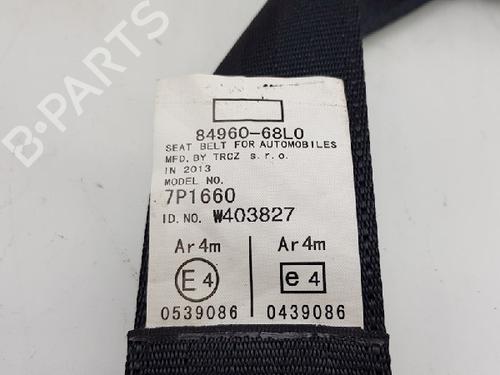 84960-68L0
SEAT BELT FOR AUTOMOBILES
MFD. BY TRCZ s.r.o.
IN 2013
MODEL NO.
7P1660
ID. NO. W403827
Ar4m Ar4m
E4 e4
0539086 0439086
B-PARTS